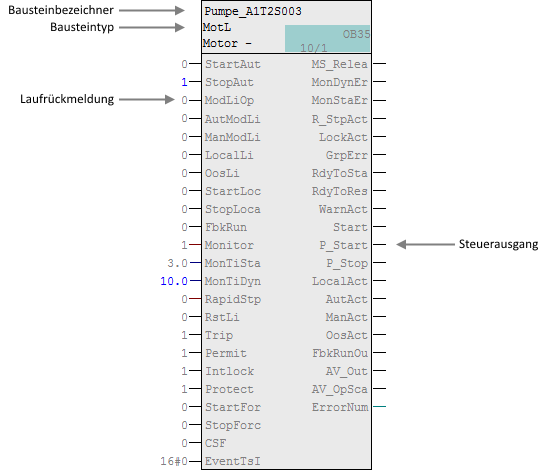 Bausteinbezeichner Pumpe_A1T2S003
Bausteintyp MotL
OB35
Motor - 10/1
0 StartAut MS_Relea
1 StopAut MonDynEr
Laufrückmeldung 0 ModLiOp MonStaEr
0 AutModLi R_StpAct
0 ManModLi LockAct
0 LocalLi GrpErr
0 OosLi RdyToSta
0 StartLoc RdyToRes
0 StopLoca WarnAct
0 FbkRun Start
1 Monitor P_Start Steuerausgang
3.0 MonTiSta P_Stop
10.0 MonTiDyn LocalAct
0 RapidStp AutAct
0 RstLi ManAct
1 Trip OosAct
1 Permit FbkRunOu
1 Intlock AV_Out
1 Protect AV_OpSca
0 StartFor ErrorNum
0 StopForc
0 CSF
16#0 EventTsI